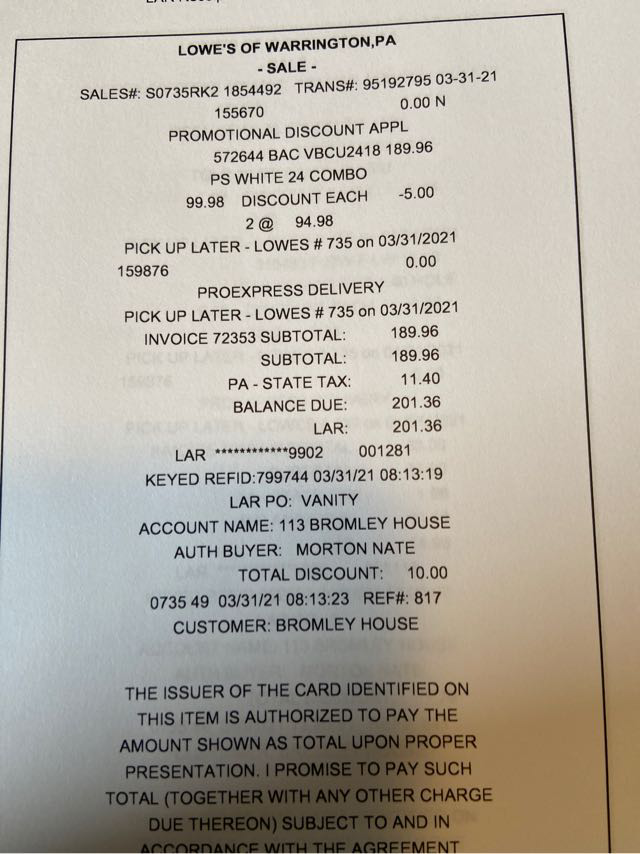 LOWE'S OF WARRINGTON,PA
- SALE -
SALES#: S0735RK2 1854492 TRANS#: 95192795 03-31-21
155670 0.00 N
PROMOTIONAL DISCOUNT APPL
572644 BAC VBCU2418 189.96
PS WHITE 24 COMBO
99.98 DISCOUNT EACH -5.00
2 @ 94.98
PICK UP LATER - LOWES # 735 on 03/31/2021
159876 0.00
PROEXPRESS DELIVERY
PICK UP LATER - LOWES # 735 on 03/31/2021
INVOICE 72353 SUBTOTAL: 189.96
SUBTOTAL: 189.96
PA - STATE TAX: 11.40
BALANCE DUE: 201.36
LAR: 201.36
LAR ************9902 001281
KEYED REFID:799744 03/31/21 08:13:19
LAR PO: VANITY
ACCOUNT NAME: 113 BROMLEY HOUSE
AUTH BUYER: MORTON NATE
TOTAL DISCOUNT: 10.00
0735 49 03/31/21 08:13:23 REF#: 817
CUSTOMER: BROMLEY HOUSE
THE ISSUER OF THE CARD IDENTIFIED ON
THIS ITEM IS AUTHORIZED TO PAY THE
AMOUNT SHOWN AS TOTAL UPON PROPER
PRESENTATION. I PROMISE TO PAY SUCH
TOTAL (TOGETHER WITH ANY OTHER CHARGE
DUE THEREON) SUBJECT TO AND IN
ACCORDANCE WITH THE AGREEMENT